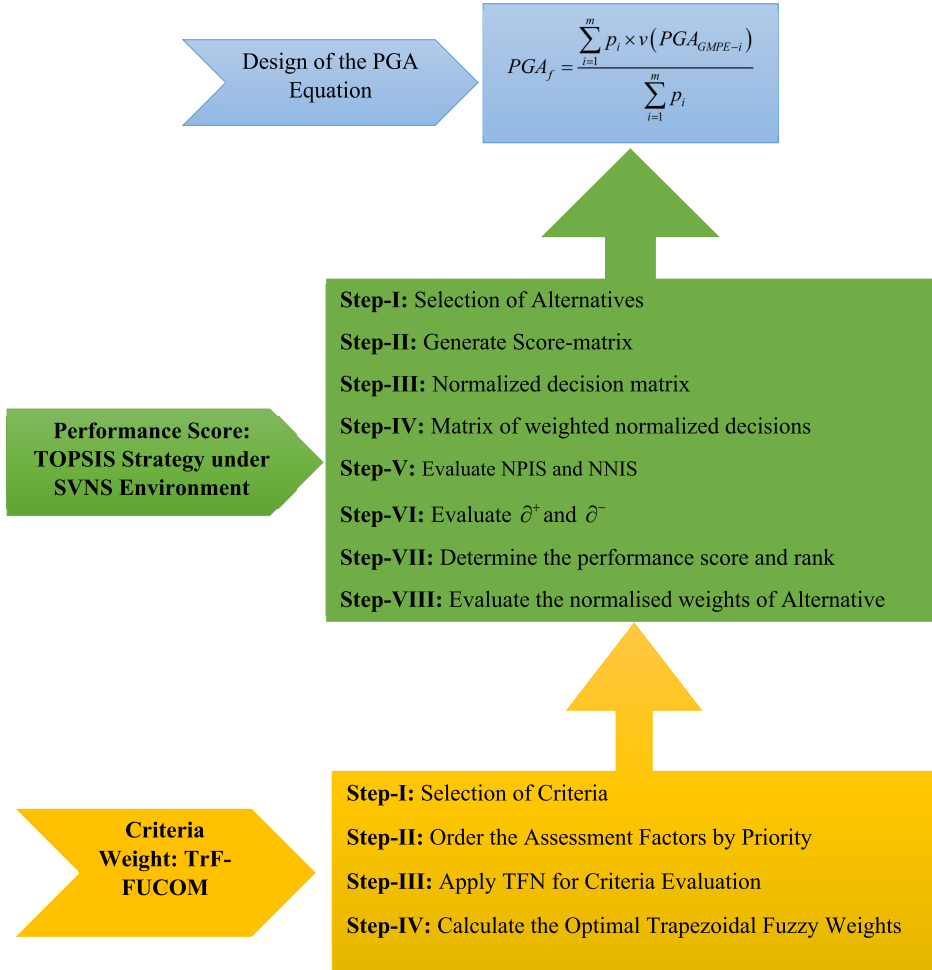 Design of the PGA
Equation
PGA_f = \frac{\sum_{i=1}^{m} p_i \times v(PGA_{GMPE-i})}{\sum_{i=1}^{m} p_i}
Performance Score:
TOPSIS Strategy under
SVNS Environment
Step-I: Selection of Alternatives
Step-II: Generate Score-matrix
Step-III: Normalized decision matrix
Step-IV: Matrix of weighted normalized decisions
Step-V: Evaluate NPIS and NNIS
Step-VI: Evaluate ∂⁺ and ∂⁻
Step-VII: Determine the performance score and rank
Step-VIII: Evaluate the normalised weights of Alternative
Criteria
Weight: TrF-
FUCOM
Step-I: Selection of Criteria
Step-II: Order the Assessment Factors by Priority
Step-III: Apply TFN for Criteria Evaluation
Step-IV: Calculate the Optimal Trapezoidal Fuzzy Weights